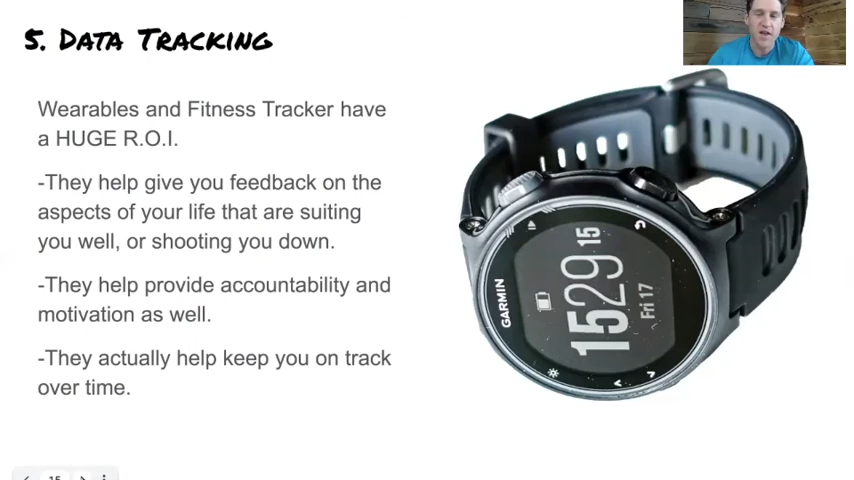 5. Data Tracking
Wearables and Fitness Tracker have
a HUGE R.O.I.
-They help give you feedback on the
aspects of your life that are suiting
you well, or shooting you down.
-They help provide accountability and
motivation as well.
-They actually help keep you on track
over time.
GARMIN
1529 15
Fri 17
15